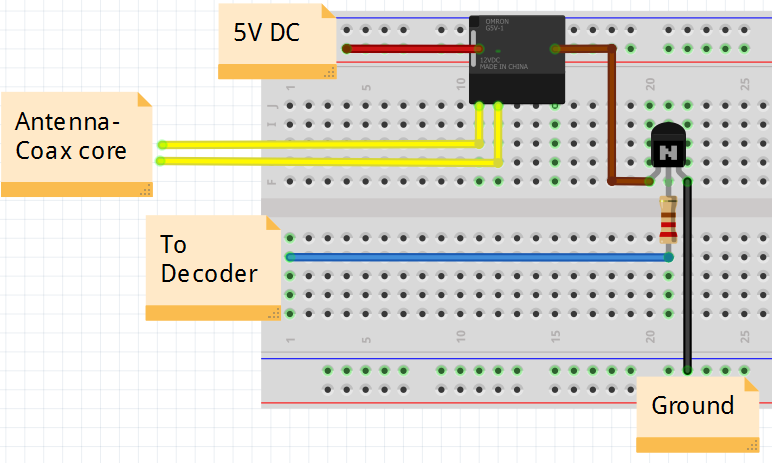 5V DC
OMRON
G5V-1
12VDC
MADE IN CHINA
Antenna-
Coax core
1
5
10
20
25
J
I
F
N
To
Decoder
1
5
10
15
20
25
Ground